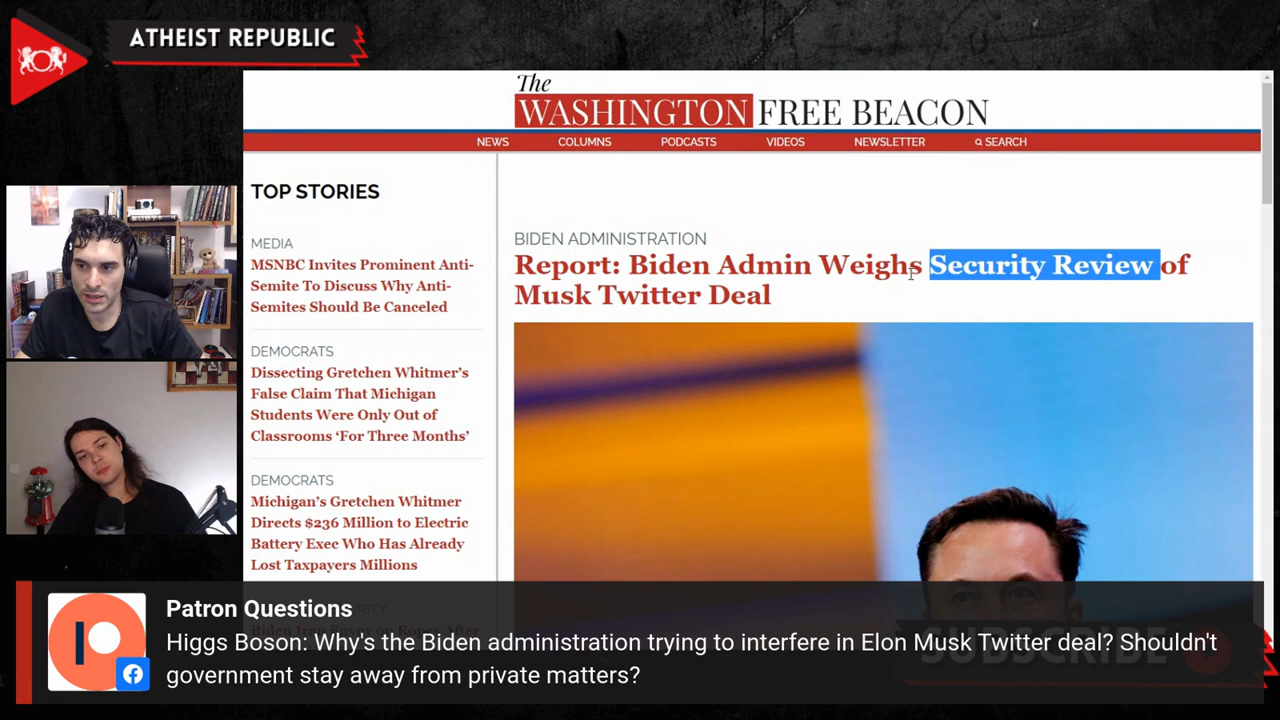 ATHEIST REPUBLIC
The
WASHINGTON FREE BEACON
NEWS COLUMNS PODCASTS VIDEOS NEWSLETTER SEARCH
TOP STORIES
MEDIA
MSNBC Invites Prominent Anti-
Semite To Discuss Why Anti-
Semites Should Be Canceled
DEMOCRATS
Dissecting Gretchen Whitmer's
False Claim That Michigan
Students Were Only Out of
Classrooms 'For Three Months'
DEMOCRATS
Michigan's Gretchen Whitmer
Directs $236 Million to Electric
Battery Exec Who Has Already
Lost Taxpayers Millions
BIDEN ADMINISTRATION
Report: Biden Admin Weighs Security Review of
Musk Twitter Deal
Patron Questions
Higgs Boson: Why's the Biden administration trying to interfere in Elon Musk Twitter deal? Shouldn't
government stay away from private matters?
SUBSCRIBE